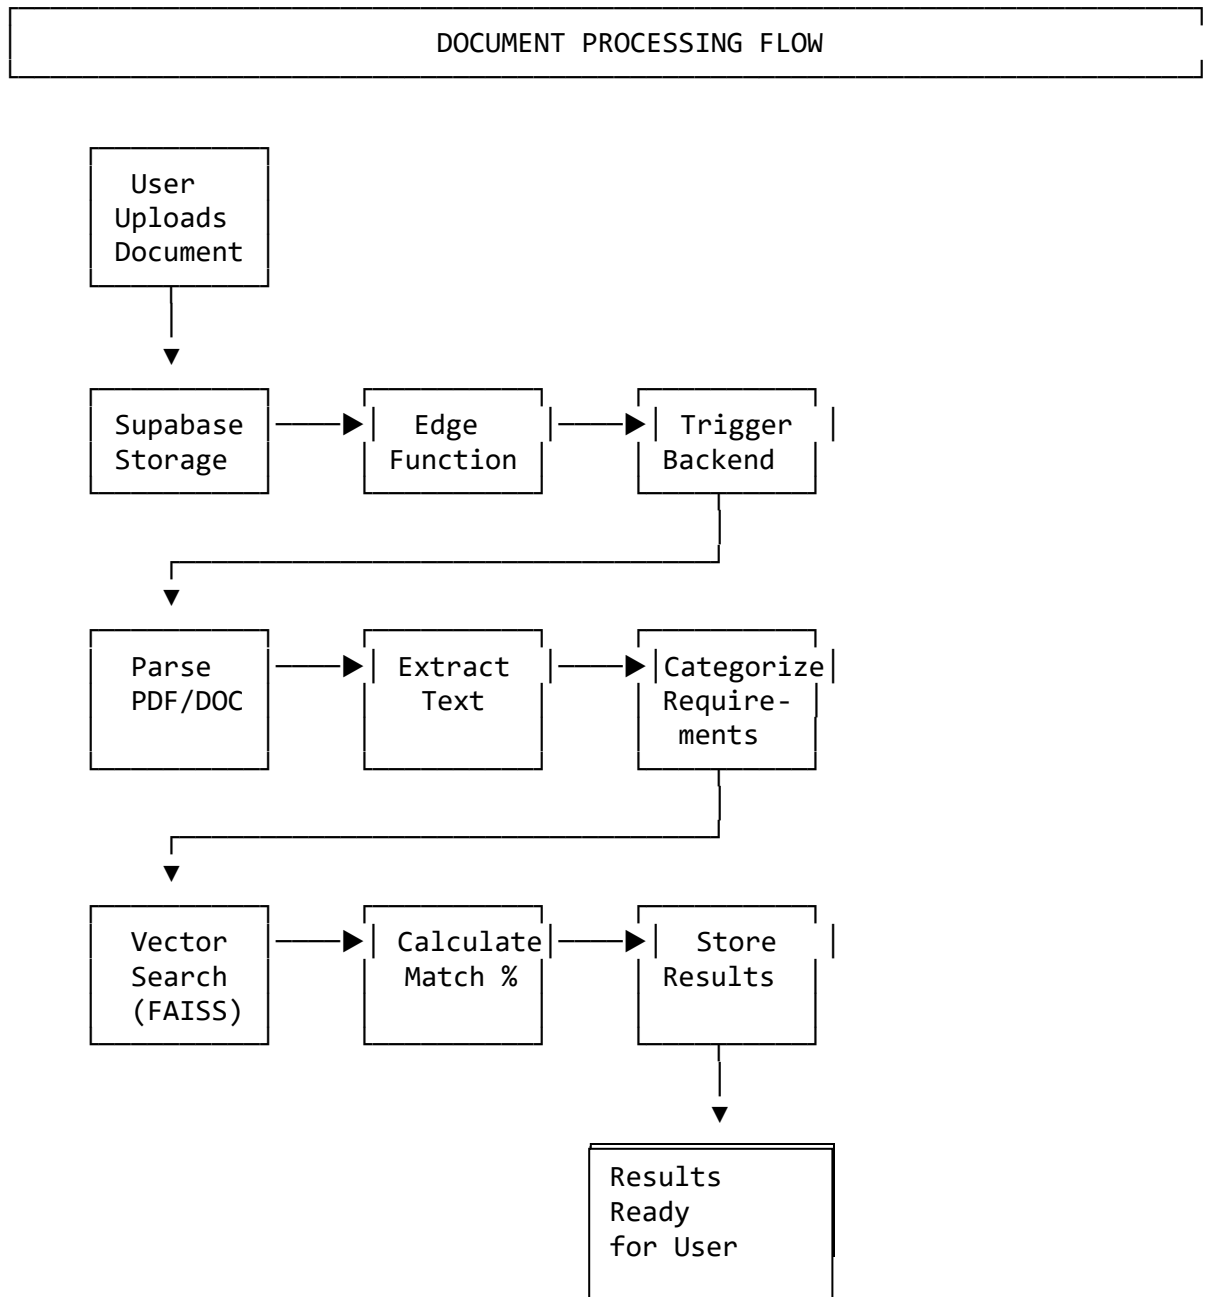 DOCUMENT PROCESSING FLOW
User
Uploads
Document
Supabase
Storage
Edge
Function
Trigger
Backend
Parse
PDF/DOC
Extract
Text
Categorize
Require-
ments
Vector
Search
(FAISS)
Calculate
Match %
Store
Results
Results
Ready
for User